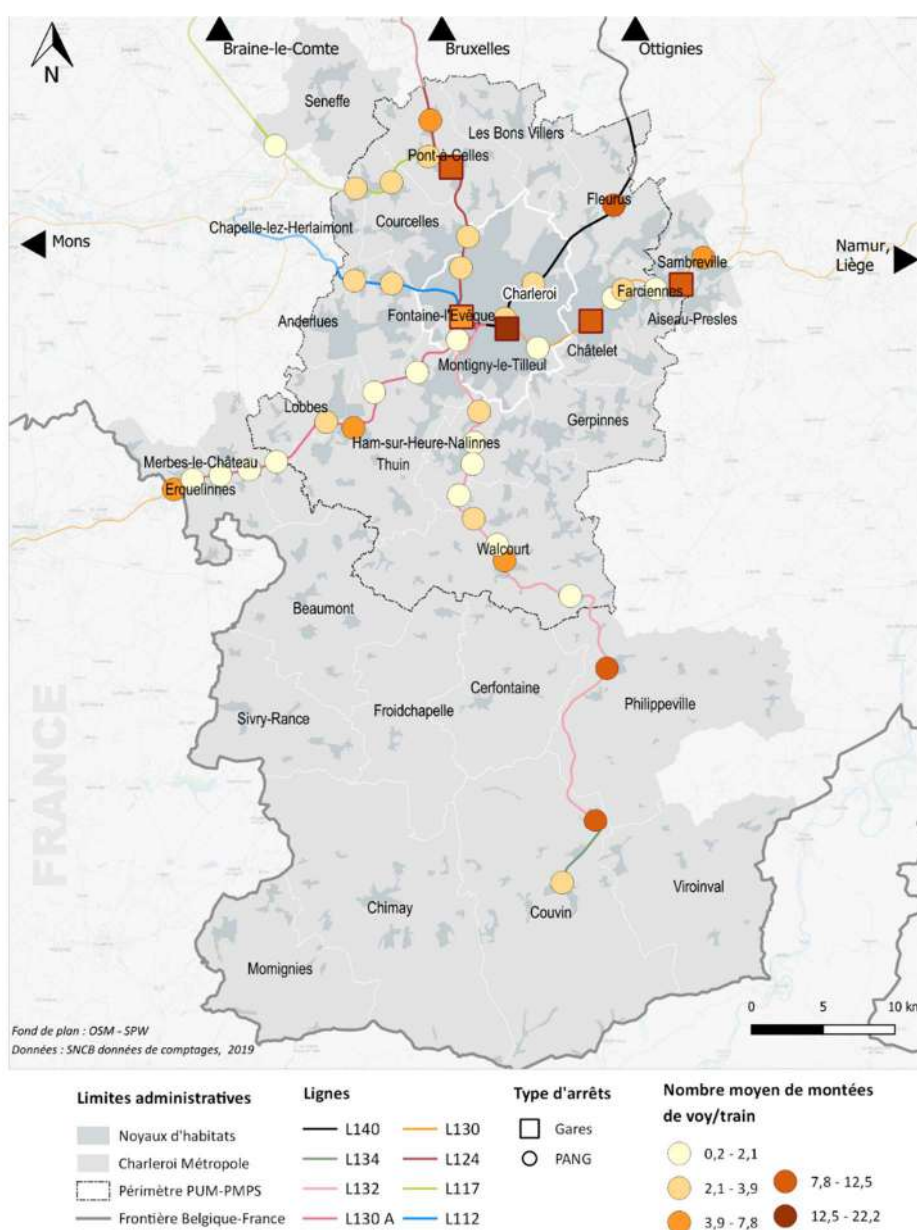 Braine-le-Comte
Bruxelles
Ottignies
N
Seneffe
Les Bons Villers
Pont-à-Celles
Fleurus
Courcelles
Chapelle-lez-Herlaimont
Mons
Namur,
Liège
Sambreville
Charleroi
Farciennes
Anderlues
Fontaine-l'Evêque
Aiseau-Presles
Châtelet
Montigny-le-Tilleul
Lobbes
Gerpinnes
Ham-sur-Heure-Nalinnes
Merbes-le-Château
Thuin
Erquelinnes
Walcourt
Beaumont
Cerfontaine
Philippeville
Sivry-Rance
Froidchapelle
FRANCE
Viroinval
Chimay
Couvin
Momignies
0 5 10 km
Fond de plan : OSM - SPW
Données : SNCB données de comptages, 2019
Limites administratives
Noyaux d'habitats
Charleroi Métropole
Périmètre PUM-PMPS
Frontière Belgique-France
Lignes
L140
L130
L134
L124
L132
L117
L130 A
L112
Type d'arrêts
Gares
PANG
Nombre moyen de montées
de voy/train
0,2 - 2,1
2,1 - 3,9
3,9 - 7,8
7,8 - 12,5
12,5 - 22,2